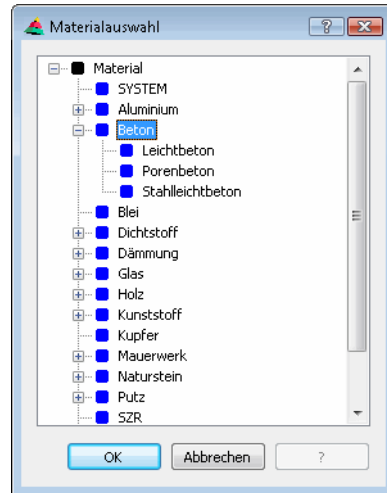 Materialauswahl
?
Material
SYSTEM
Aluminium
Beton
Leichtbeton
Porenbeton
Stahlleichtbeton
Blei
Dichtstoff
Dämmung
Glas
Holz
Kunststoff
Kupfer
Mauerwerk
Naturstein
Putz
SZR
OK Abbrechen ?